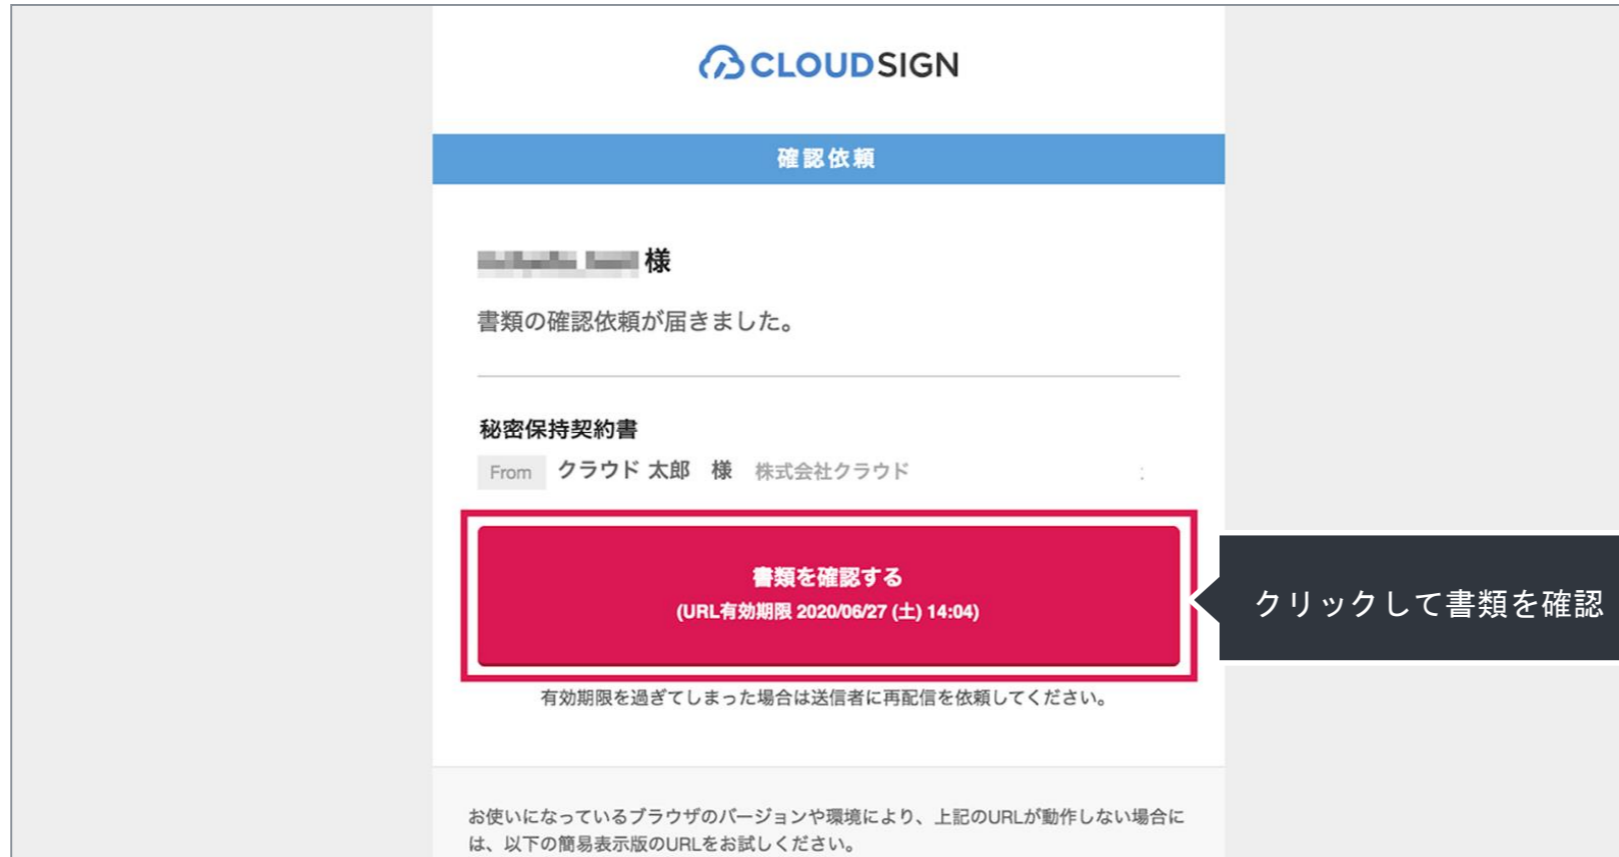 CLOUDSIGN
確認依頼
様
書類の確認依頼が届きました。
秘密保持契約書
From クラウド 太郎 様 株式会社クラウド
書類を確認する
(URL有効期限 2020/06/27 (土) 14:04)
クリックして書類を確認
有効期限を過ぎてしまった場合は送信者に再配信を依頼してください。
お使いになっているブラウザのバージョンや環境により、上記のURLが動作しない場合に
は、以下の簡易表示版のURLをお試しください。